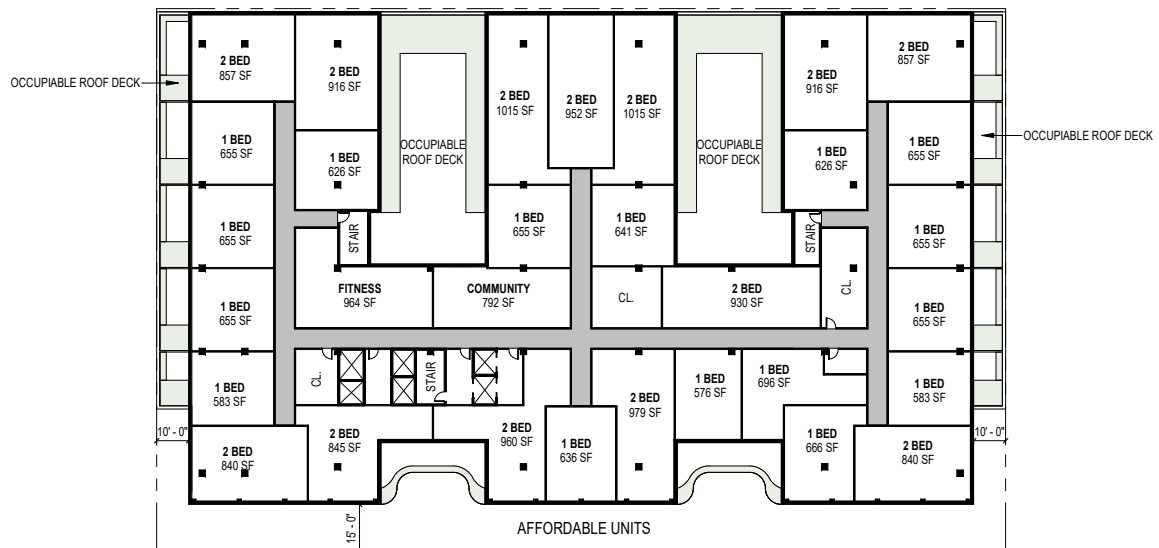 2 BED
857 SF
2 BED
916 SF
2 BED
1015 SF
2 BED
952 SF
2 BED
1015 SF
2 BED
916 SF
2 BED
857 SF
OCCUPIABLE ROOF DECK
OCCUPIABLE
ROOF DECK
OCCUPIABLE
ROOF DECK
OCCUPIABLE ROOF DECK
1 BED
655 SF
1 BED
626 SF
1 BED
626 SF
1 BED
655 SF
1 BED
655 SF
STAIR
1 BED
655 SF
1 BED
641 SF
STAIR
1 BED
655 SF
1 BED
655 SF
FITNESS
964 SF
COMMUNITY
792 SF
CL.
2 BED
930 SF
CL.
1 BED
655 SF
1 BED
583 SF
CL.
STAIR
2 BED
979 SF
1 BED
576 SF
1 BED
696 SF
1 BED
583 SF
10' - 0"
2 BED
840 SF
2 BED
845 SF
2 BED
960 SF
1 BED
636 SF
1 BED
666 SF
2 BED
840 SF
10' - 0"
15' - 0"
AFFORDABLE UNITS